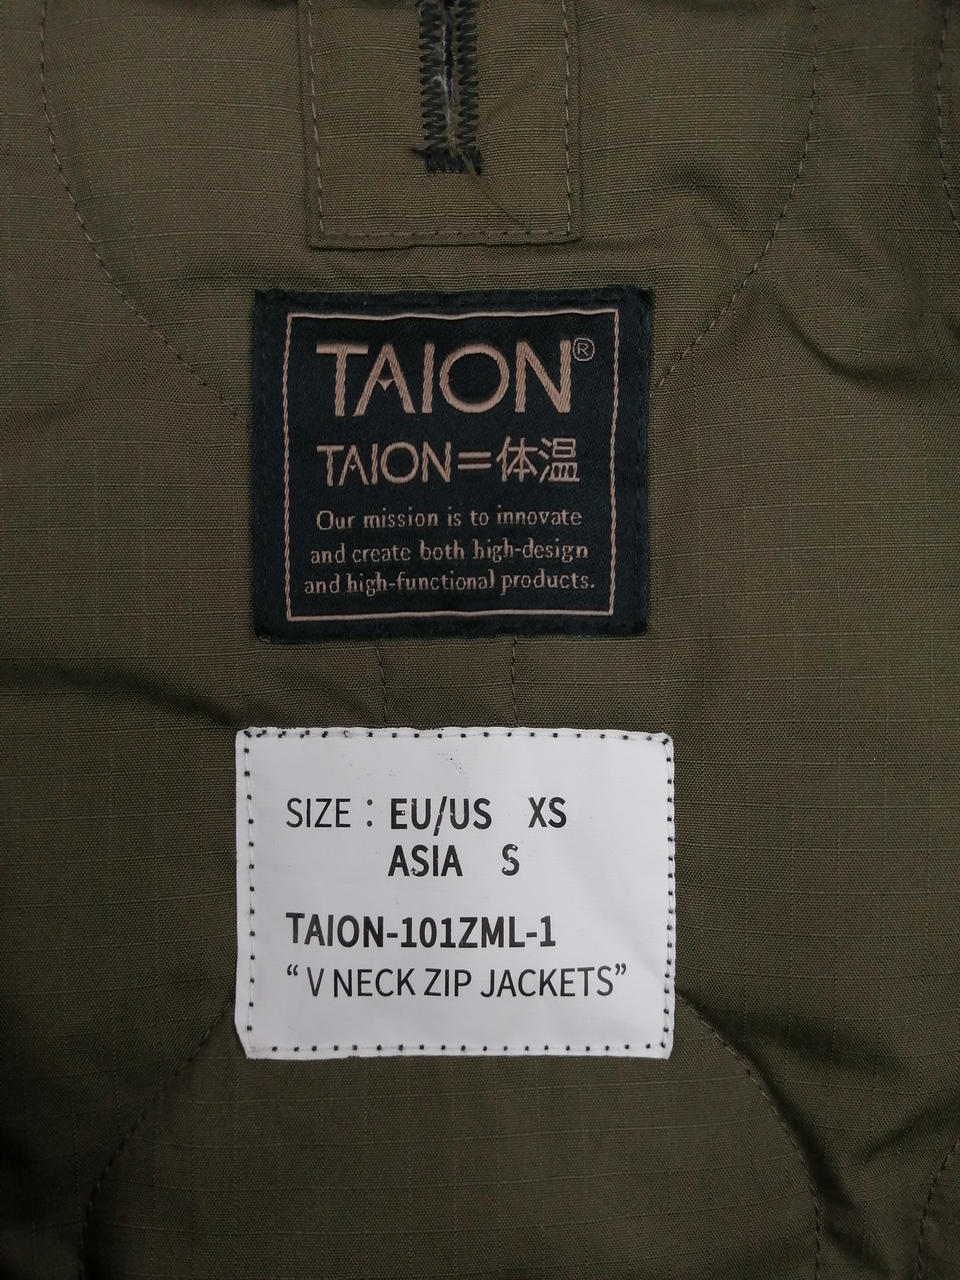 TAION®
TAION=体温
Our mission is to innovate
and create both high-design
and high-functional products.
SIZE : EU/US XS
ASIA S
TAION-101ZML-1
“ V NECK ZIP JACKETS”